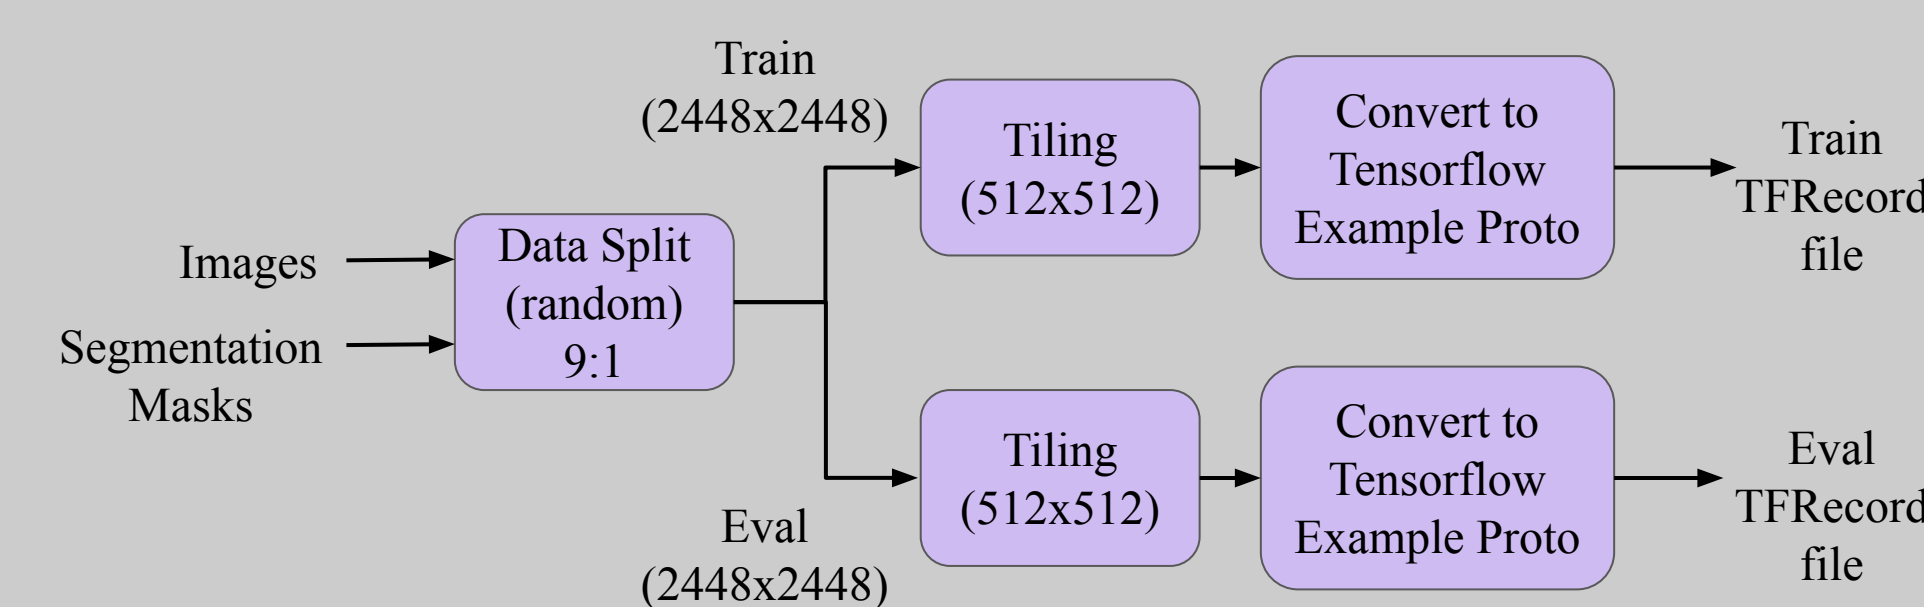 Images
Segmentation
Masks
Data Split
(random)
9:1
Train
(2448x2448)
Tiling
(512x512)
Convert to
Tensorflow
Example Proto
Train
TFRecord
file
Eval
(2448x2448)
Tiling
(512x512)
Convert to
Tensorflow
Example Proto
Eval
TFRecord
file